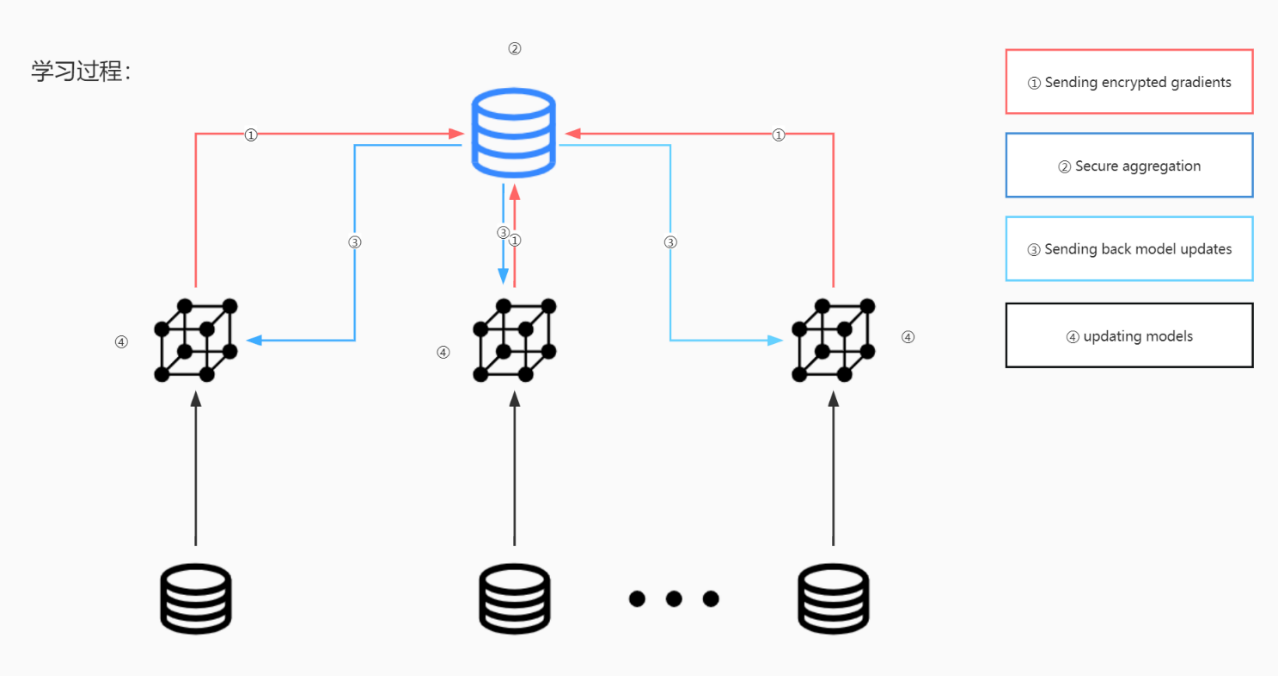 ②
学习过程：
① Sending encrypted gradients
①
①
② Secure aggregation
③
③
①
③
③ Sending back model updates
④
④
④
④ updating models